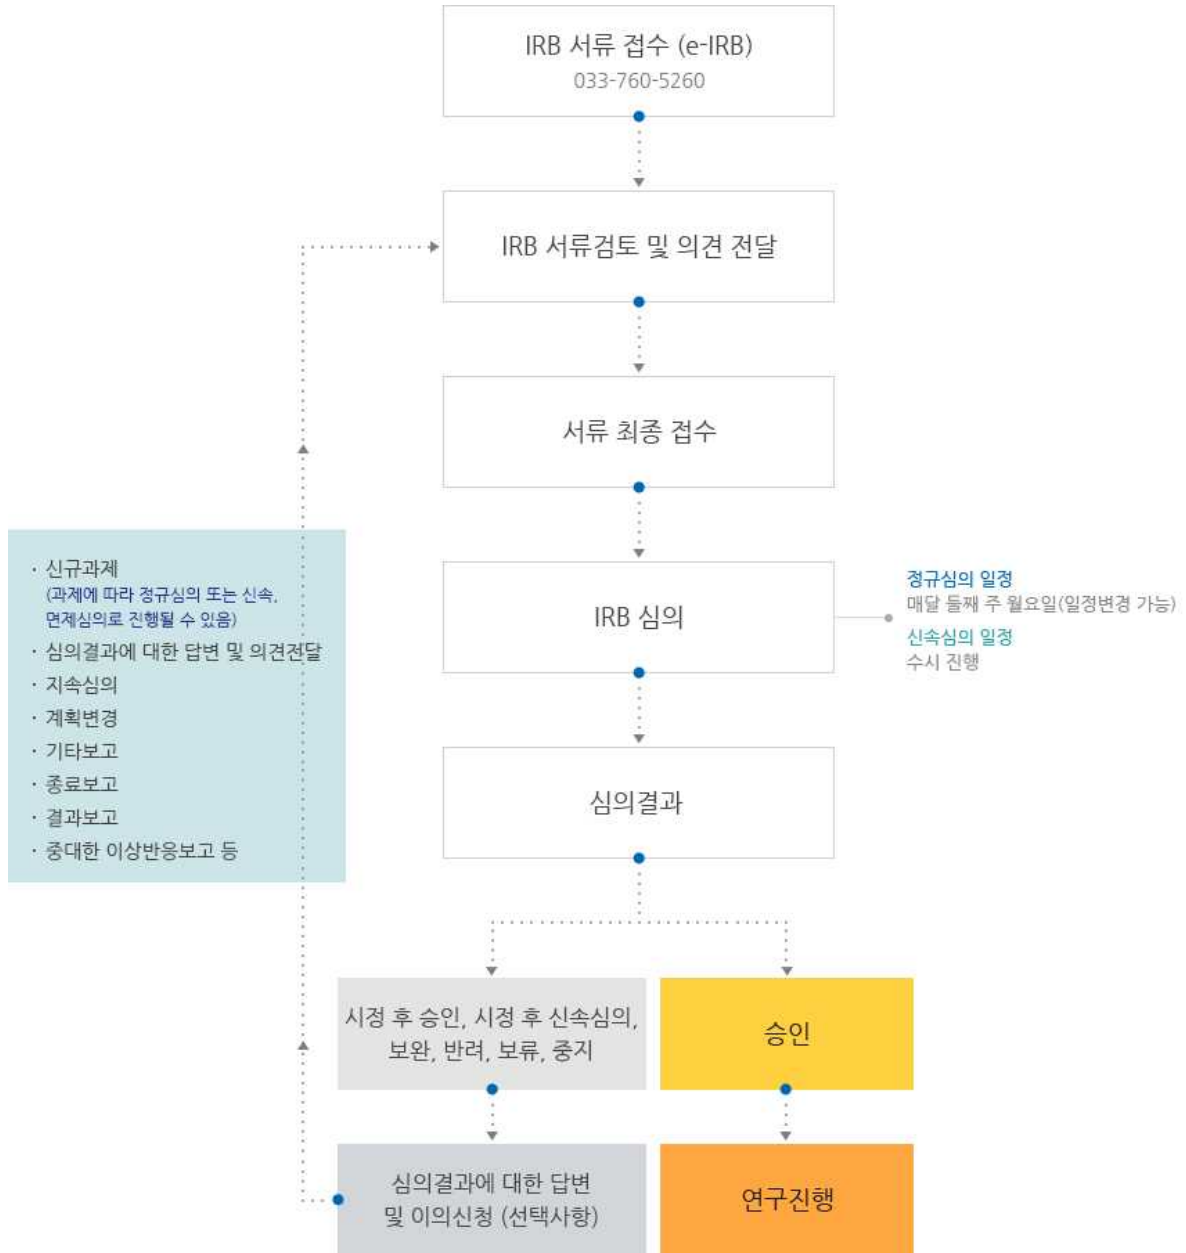 IRB 서류 접수 (e-IRB)
033-760-5260
IRB 서류검토 및 의견 전달
서류 최종 접수
· 신규과제
(과제에 따라 정규심의 또는 신속,
면제심의로 진행될 수 있음)
· 심의결과에 대한 답변 및 의견전달
· 지속심의
· 계획변경
· 기타보고
· 종료보고
· 결과보고
· 중대한 이상반응보고 등
IRB 심의
정규심의 일정
매달 둘째 주 월요일(일정변경 가능)
신속심의 일정
수시 진행
심의결과
시정 후 승인, 시정 후 신속심의,
보완, 반려, 보류, 중지
승인
심의결과에 대한 답변
및 이의신청 (선택사항)
연구진행